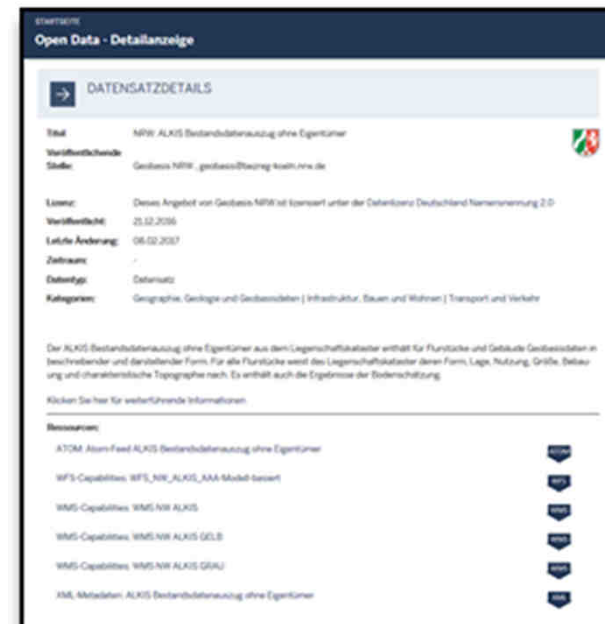 STARTSEITE
Open Data - Detailanzeige
DATENSATZDETAILS
Titel NRW: ALKIS Bestandsdatenauszug ohne Eigentümer
Veröffentlichende
Stelle: Geobasis NRW , geobasis@bezreg-koeln.nrw.de
Lizenz: Dieses Angebot von Geobasis NRW ist lizensiert unter der Datenlizenz Deutschland Namensnennung 2.0
Veröffentlicht: 21.12.2016
Letzte Änderung: 08.02.2017
Zeitraum: -
Datentyp: Datensatz
Kategorien: Geographie, Geologie und Geobasisdaten | Infrastruktur, Bauen und Wohnen | Transport und Verkehr
Der ALKIS Bestandsdatenauszug ohne Eigentümer aus dem Liegenschaftskataster enthält für Flurstücke und Gebäude Geobasisdaten in
beschreibender und darstellender Form. Für alle Flurstücke weist das Liegenschaftskataster deren Form, Lage, Nutzung, Größe, Bebau-
ung und charakteristische Topographie nach. Es enthält auch die Ergebnisse der Bodenschätzung.
Klicken Sie hier für weiterführende Informationen
Ressourcen:
ATOM: Atom-Feed ALKIS-Bestandsdatenauszug ohne Eigentümer ATOM
WFS-Capabilities: WFS_NW_ALKIS_AAA-Modell-basiert WFS
WMS-Capabilities: WMS NW ALKIS WMS
WMS-Capabilities: WMS NW ALKIS GELB WMS
WMS-Capabilities: WMS NW ALKIS GRAU WMS
XML-Metadaten: ALKIS Bestandsdatenauszug ohne Eigentümer XML